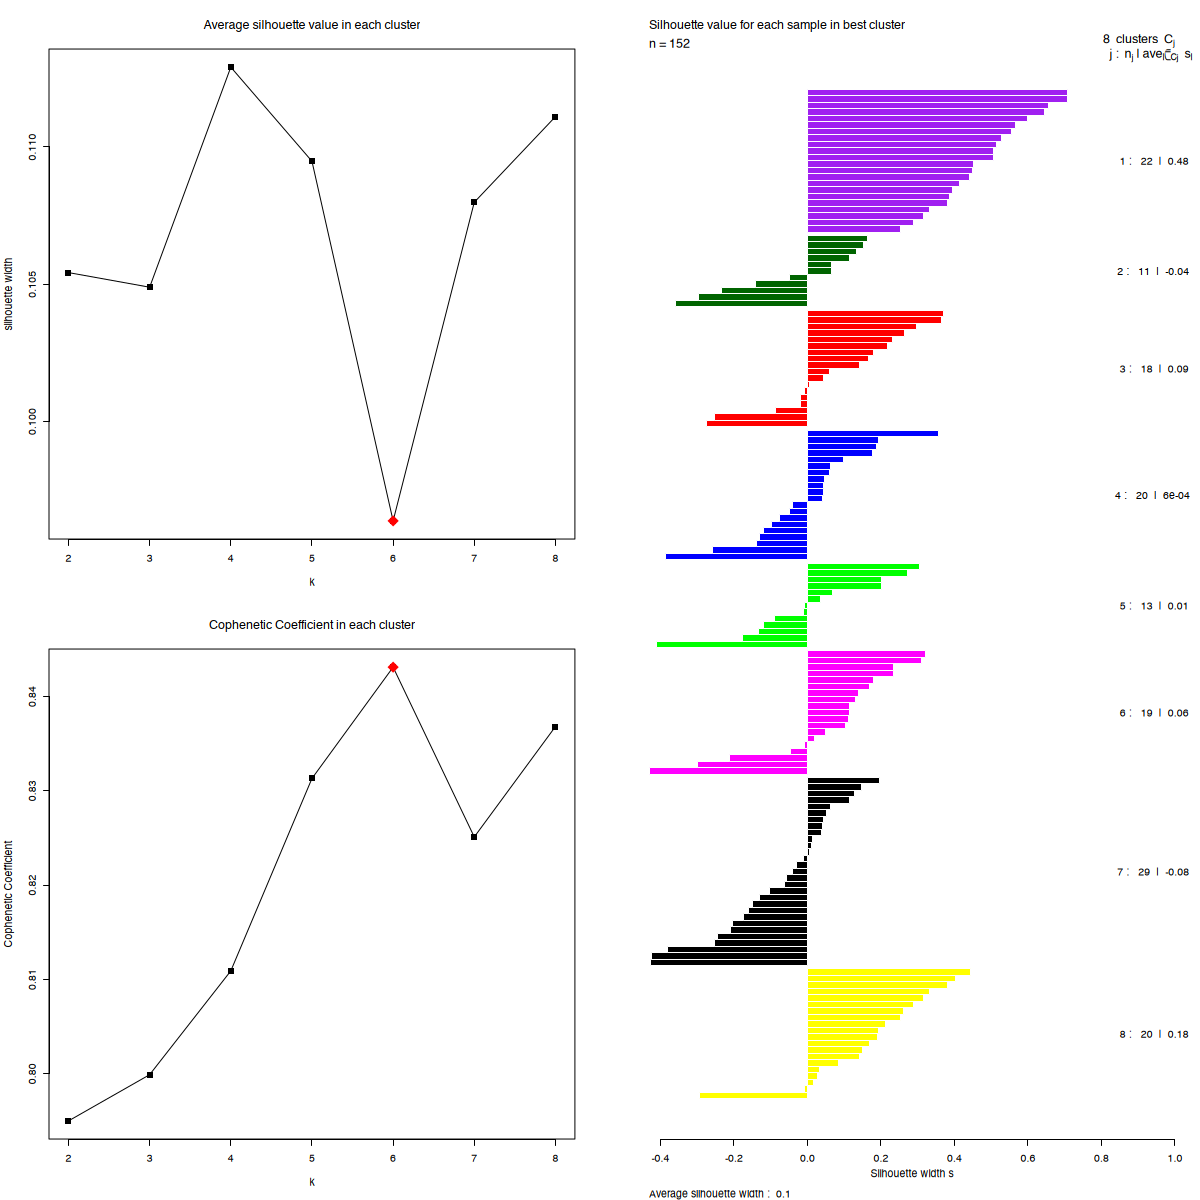 Average silhouette value in each cluster
0.110
0.105
0.100
silhouette width
2 3 4 5 6 7 8
k
Cophenetic Coefficient in each cluster
0.84
0.83
0.82
0.81
0.80
Cophenetic Coefficient
2 3 4 5 6 7 8
k
Silhouette value for each sample in best cluster
n = 152
8 clusters Cj
j : nj | avei∈Cj si
1 : 22 | 0.48
2 : 11 | -0.04
3 : 18 | 0.09
4 : 20 | 6e-04
5 : 13 | 0.01
6 : 19 | 0.06
7 : 29 | -0.08
8 : 20 | 0.18
-0.4 -0.2 0.0 0.2 0.4 0.6 0.8 1.0
Silhouette width s
Average silhouette width : 0.1